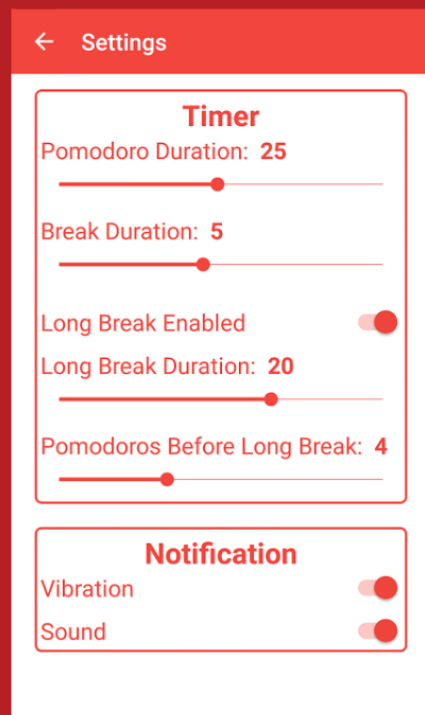 Settings
Timer
Pomodoro Duration: 25
Break Duration: 5
Long Break Enabled
Long Break Duration: 20
Pomodoros Before Long Break: 4
Notification
Vibration
Sound